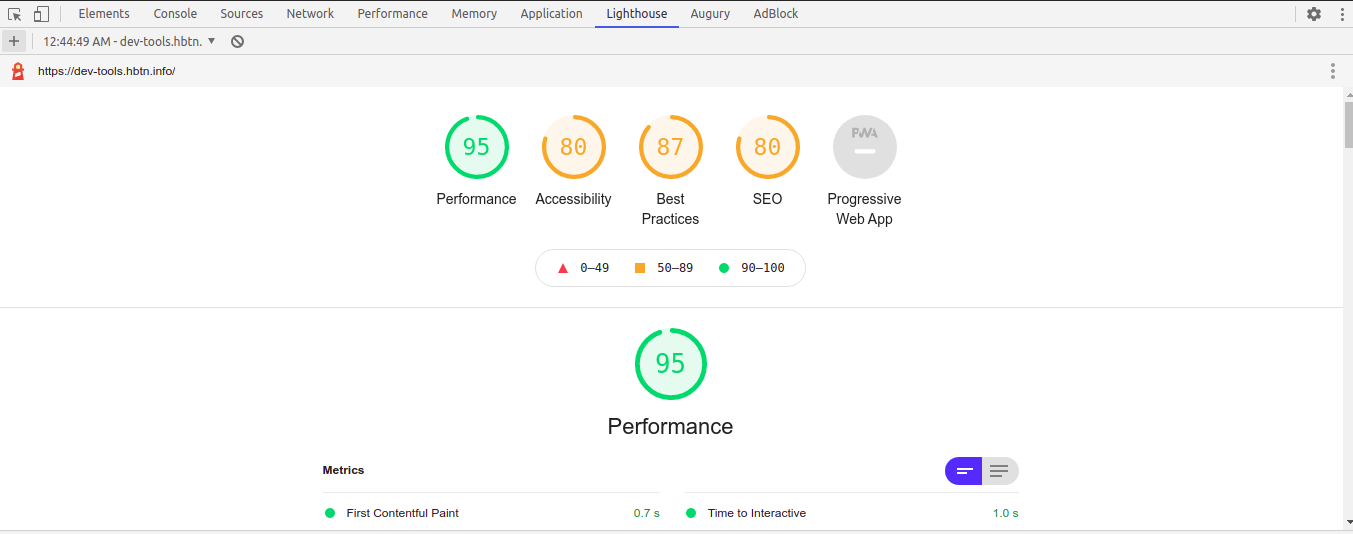 Elements Console Sources Network Performance Memory Application Lighthouse Augury AdBlock
12:44:49 AM - dev-tools.hbtn.
https://dev-tools.hbtn.info/
95 80 87 80 PWA
Performance Accessibility Best Practices SEO Progressive Web App
0–49 50–89 90–100
95
Performance
Metrics
First Contentful Paint 0.7 s Time to Interactive 1.0 s